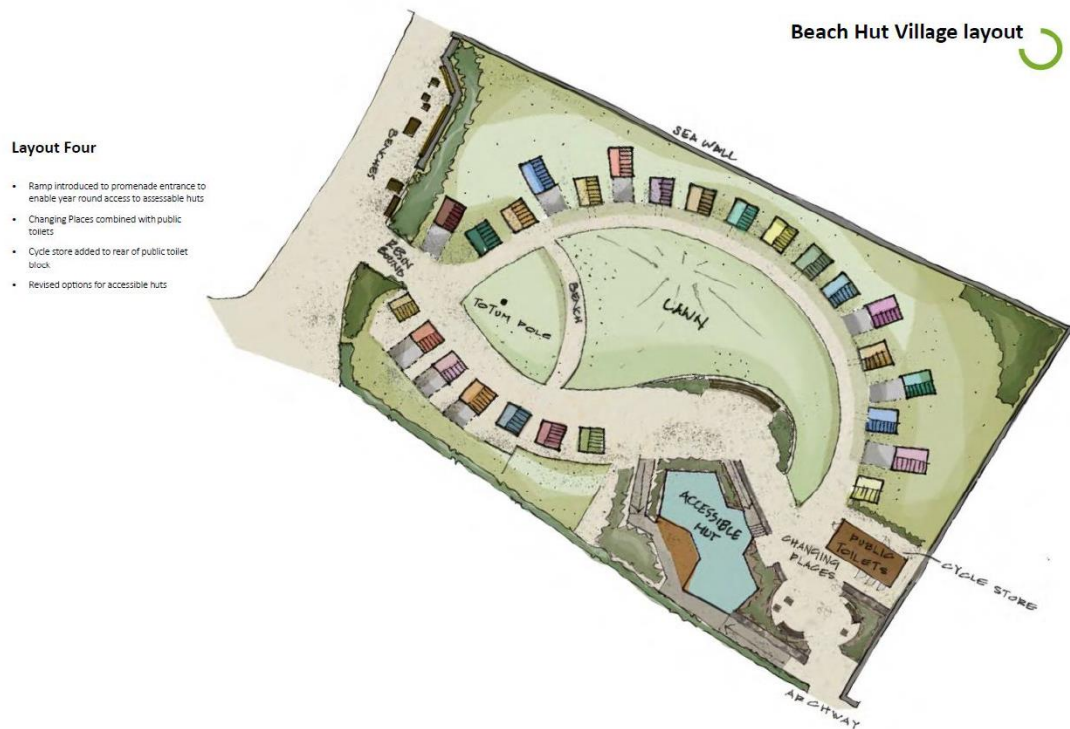 Beach Hut Village layout
Layout Four
• Ramp introduced to promenade entrance to
enable year round access to assessable huts
• Changing Places combined with public
toilets
• Cycle store added to rear of public toilet
block
• Revised options for accessible huts
BENCHES
SEA WALL
RESIN
BOUND
TOTUM POLE
BENCH
LAWN
ACCESSIBLE
HUT
CHANGING
PLACES
PUBLIC
TOILETS
CYCLE STORE
ARCHWAY